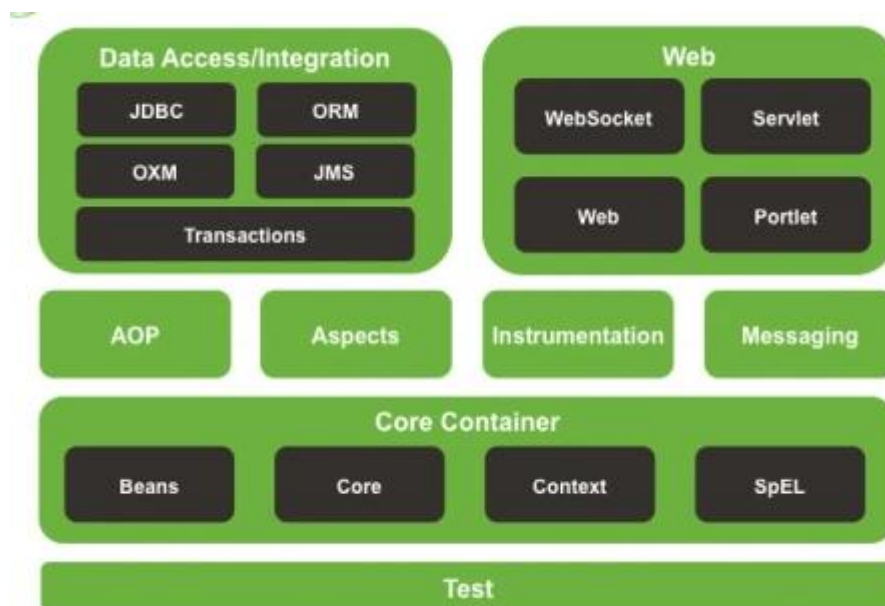 Data Access/Integration
JDBC
ORM
OXM
JMS
Transactions
Web
WebSocket
Servlet
Web
Portlet
AOP
Aspects
Instrumentation
Messaging
Core Container
Beans
Core
Context
SpEL
Test